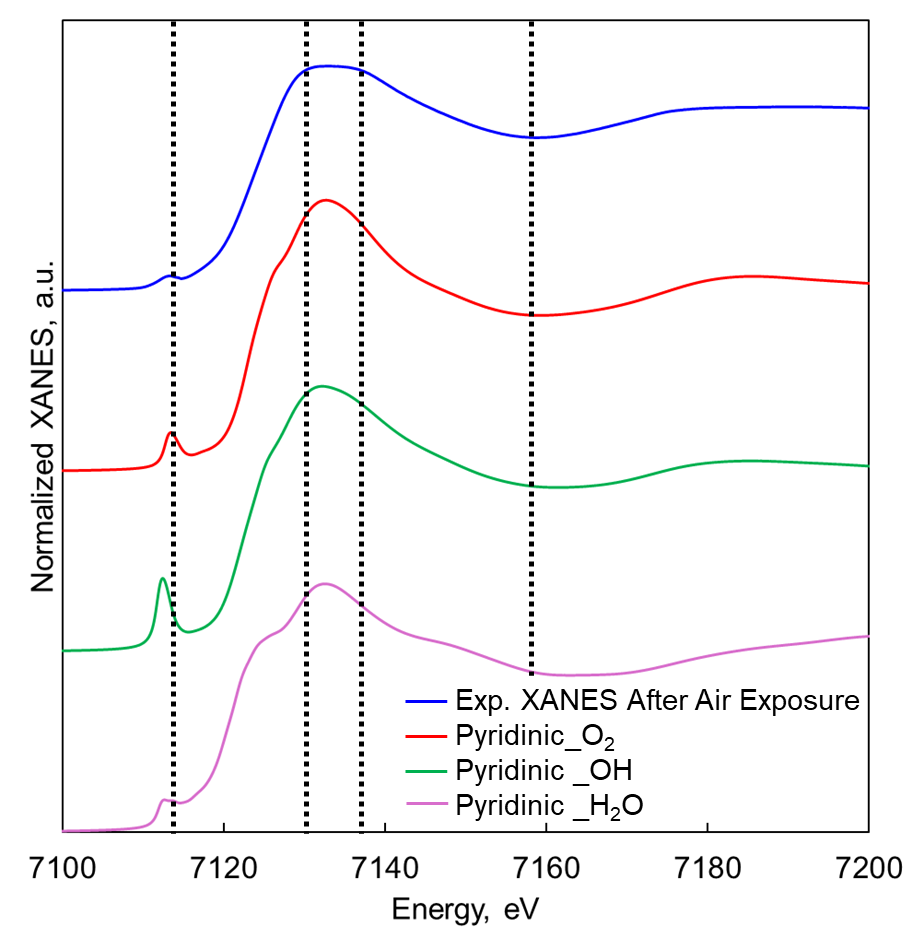 Normalized XANES, a.u.
Exp. XANES After Air Exposure
Pyridinic_O₂
Pyridinic _OH
Pyridinic _H₂O
7100 7120 7140 7160 7180 7200
Energy, eV